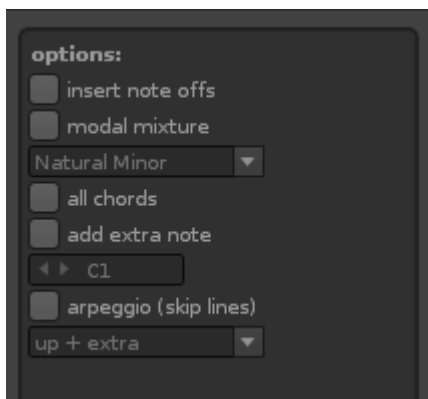 options:
insert note offs
modal mixture
Natural Minor
all chords
add extra note
C1
arpeggio (skip lines)
up + extra